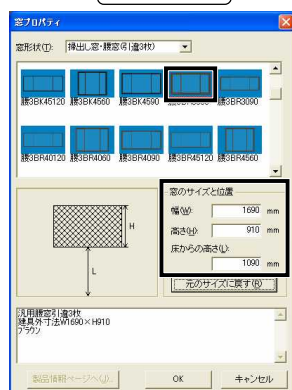 窓プロパティ
窓形状(T): 掃出し窓・腰窓(引違3枚)
腰3BK45120 腰3BK4560 腰3BK4590 腰3BR3090
腰3BR40120 腰3BR4060 腰3BR4090 腰3BR45120 腰3BR4560
窓のサイズと位置
幅(W): 1690 mm
高さ(H): 910 mm
床からの高さ(L):
1090 mm
元のサイズに戻す(R)
H
L
汎用腰窓引違3枚
建具外寸法W1690×H910
ブラウン
製品情報ページへ(J)
OK
キャンセル